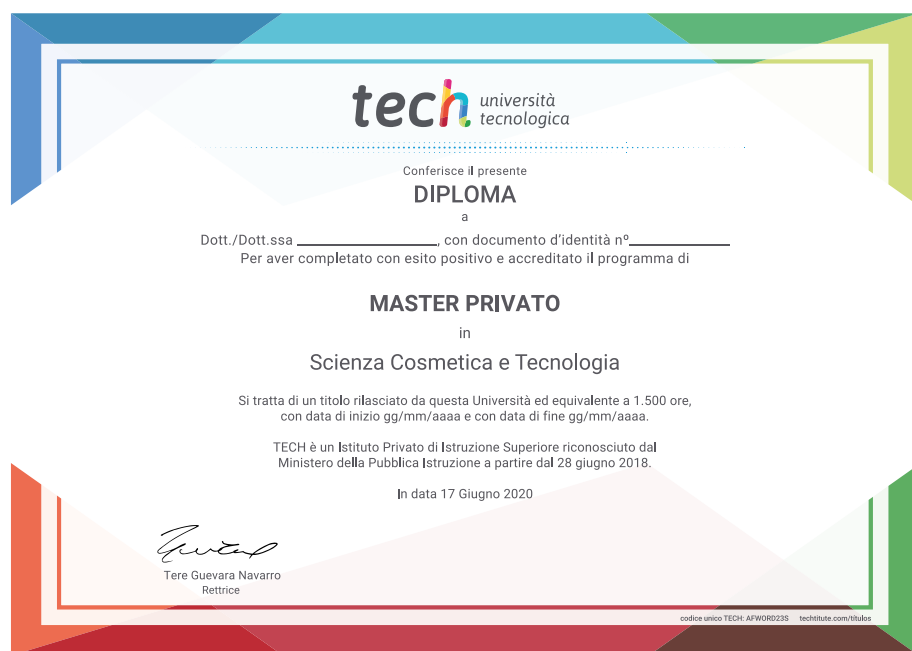 tech università
tecnologica
Conferisce il presente
DIPLOMA
a
Dott./Dott.ssa ____________________, con documento d'identità nº______________
Per aver completato con esito positivo e accreditato il programma di
MASTER PRIVATO
in
Scienza Cosmetica e Tecnologia
Si tratta di un titolo rilasciato da questa Università ed equivalente a 1.500 ore,
con data di inizio gg/mm/aaaa e con data di fine gg/mm/aaaa.
TECH è un Istituto Privato di Istruzione Superiore riconosciuto dal
Ministero della Pubblica Istruzione a partire dal 28 giugno 2018.
In data 17 Giugno 2020
Tere Guevara Navarro
Rettrice
codice unico TECH: AFWORD23S techtitute.com/titulos